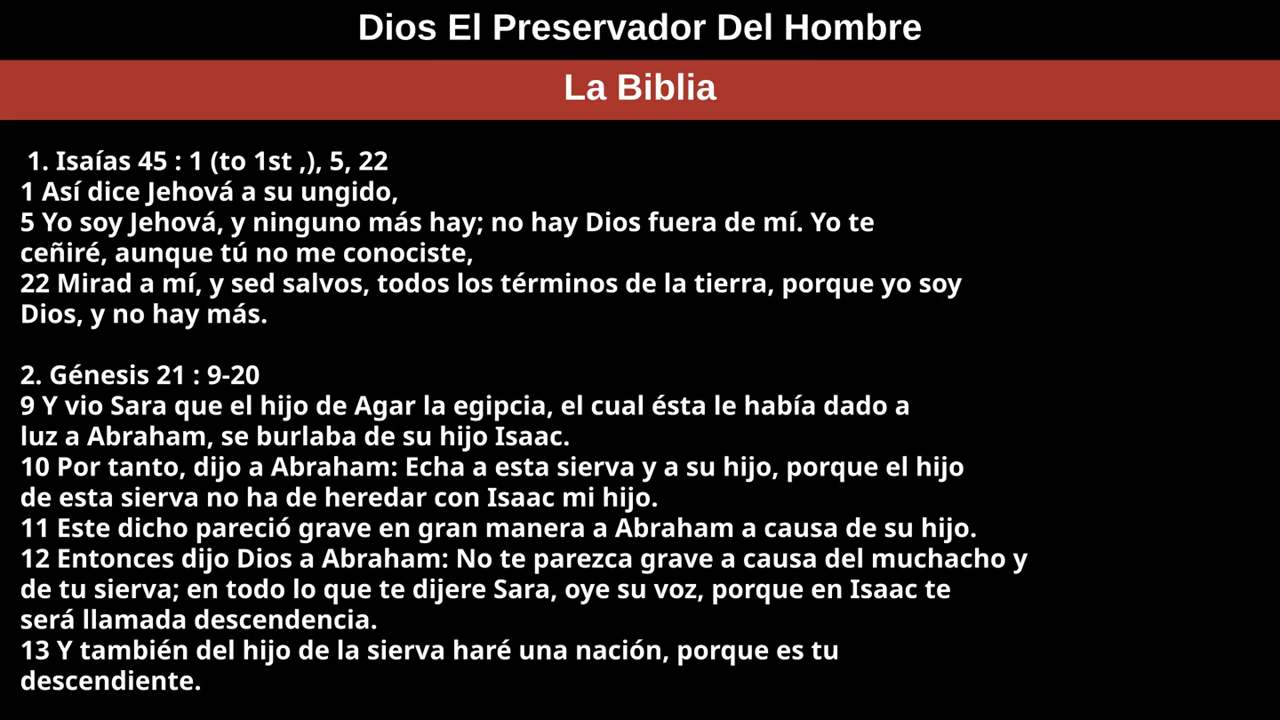 Dios El Preservador Del Hombre
La Biblia
1. Isaías 45 : 1 (to 1st ,), 5, 22
1 Así dice Jehová a su ungido,
5 Yo soy Jehová, y ninguno más hay; no hay Dios fuera de mí. Yo te
ceñiré, aunque tú no me conociste,
22 Mirad a mí, y sed salvos, todos los términos de la tierra, porque yo soy
Dios, y no hay más.
2. Génesis 21 : 9-20
9 Y vio Sara que el hijo de Agar la egipcia, el cual ésta le había dado a
luz a Abraham, se burlaba de su hijo Isaac.
10 Por tanto, dijo a Abraham: Echa a esta sierva y a su hijo, porque el hijo
de esta sierva no ha de heredar con Isaac mi hijo.
11 Este dicho pareció grave en gran manera a Abraham a causa de su hijo.
12 Entonces dijo Dios a Abraham: No te parezca grave a causa del muchacho y
de tu sierva; en todo lo que te dijere Sara, oye su voz, porque en Isaac te
será llamada descendencia.
13 Y también del hijo de la sierva haré una nación, porque es tu
descendiente.